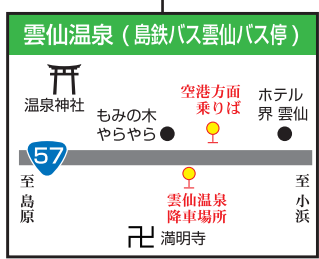 雲仙温泉（島鉄バス雲仙バス停）
温泉神社
もみの木
やらやら
空港方面
乗りば
ホテル
界 雲仙
57
至島原
雲仙温泉
降車場所
至小浜
卍 満明寺